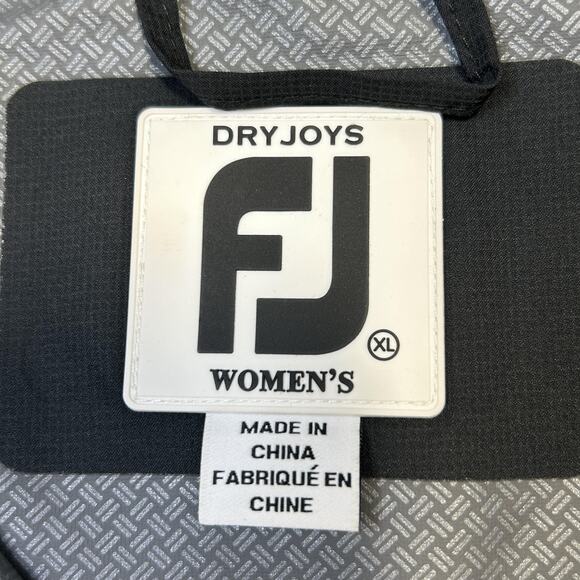 DRYJOYS
FJ
XL
WOMEN'S
MADE IN
CHINA
FABRIQUÉ EN
CHINE